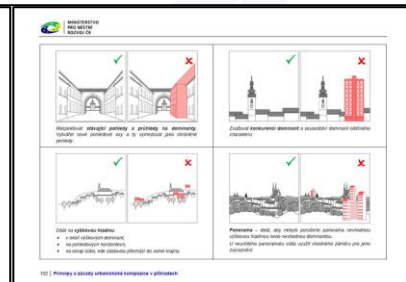 MINISTERSTVO
PRO MÍSTNÍ
ROZVOJ ČR
Respektovat stávající pohledy a průhledy na dominanty.
Vytvářet nové pohledové osy a ty vymezovat jako chráněné
pohledy.
Zvažovat konkurenci dominant a sousedství dominant odlišného
charakteru.
Dbát na výškovou hladinu
• v okolí výškových dominant,
• na pohledových horizontech,
• na okraji sídla, kde zástavba přechází do volné krajiny.
Panorama – dbát, aby nebylo porušeno panorama nevhodnou
výškovou hladinou nebo nevhodnou dominantou.
U neurčitého panoramatu sídla využít vhodného záměru pro jeho
zvýraznění.
102 | Principy a zásady urbanistické kompozice v příkladech